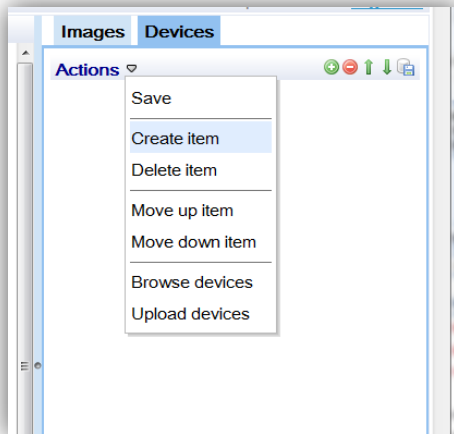 Images Devices
Actions
Save
Create item
Delete item
Move up item
Move down item
Browse devices
Upload devices